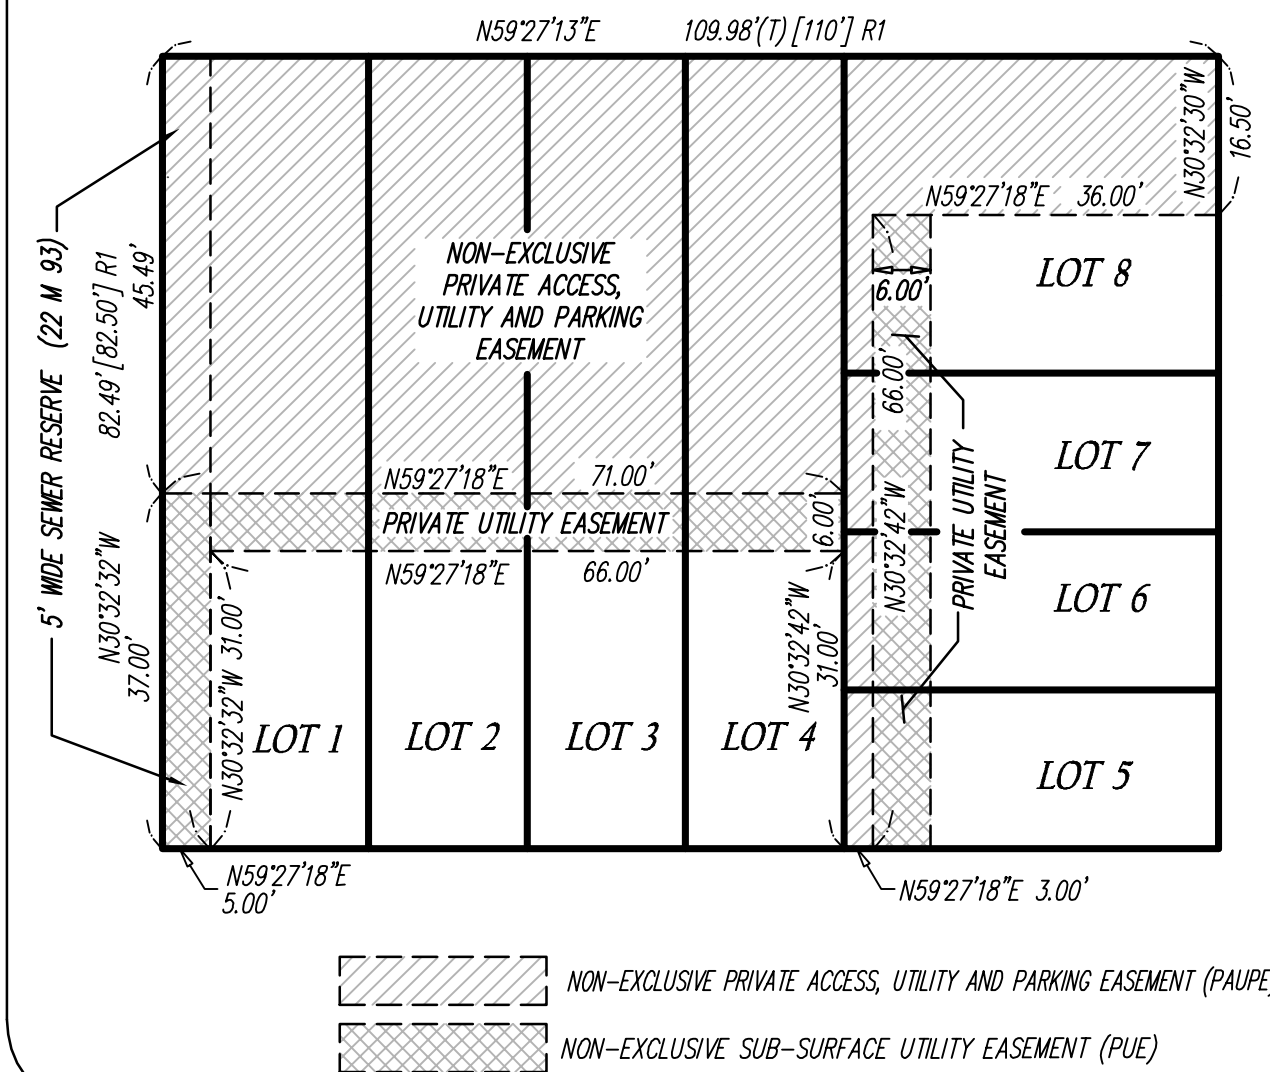 N59°27'13"E 109.98'(T) [110'] R1
N30°32'30"W
16.50'
5' WIDE SEWER RESERVE (22 M 93)
82.49' [82.50'] R1
45.49'
N59°27'18"E 36.00'
NON-EXCLUSIVE
PRIVATE ACCESS,
UTILITY AND PARKING
EASEMENT
LOT 8
6.00'
66.00'
N30°32'42"W
PRIVATE UTILITY
EASEMENT
LOT 7
N59°27'18"E 71.00'
PRIVATE UTILITY EASEMENT
6.00'
N59°27'18"E 66.00'
N30°32'32"W
37.00'
N30°32'32"W 31.00'
N30°32'42"W
31.00'
LOT 6
LOT 1
LOT 2
LOT 3
LOT 4
LOT 5
N59°27'18"E
5.00'
N59°27'18"E 3.00'
NON-EXCLUSIVE PRIVATE ACCESS, UTILITY AND PARKING EASEMENT (PAUPE)
NON-EXCLUSIVE SUB-SURFACE UTILITY EASEMENT (PUE)